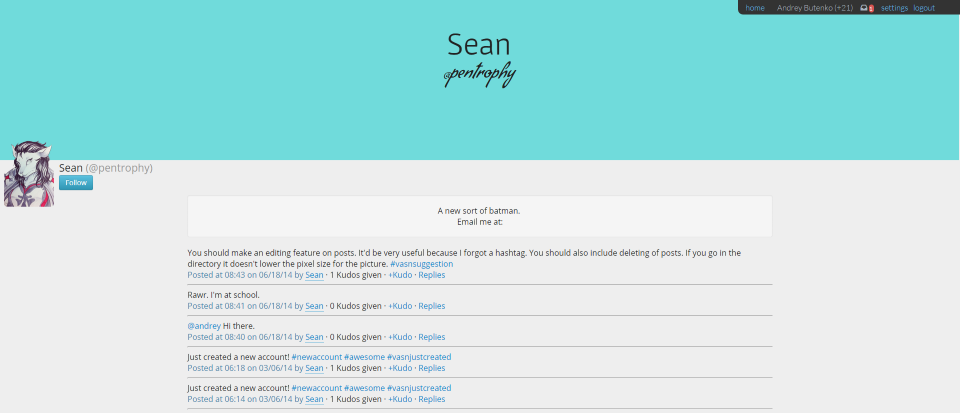 home Andrey Butenko (+21) settings logout
Sean
@pentrophy
Sean (@pentrophy)
Follow
A new sort of batman.
Email me at:
You should make an editing feature on posts. It'd be very useful because I forgot a hashtag. You should also include deleting of posts. If you go in the
directory it doesn't lower the pixel size for the picture. #vasnsuggestion
Posted at 08:43 on 06/18/14 by Sean · 1 Kudos given · +Kudo · Replies
Rawr. I'm at school.
Posted at 08:41 on 06/18/14 by Sean · 0 Kudos given · +Kudo · Replies
@andrey Hi there.
Posted at 08:40 on 06/18/14 by Sean · 0 Kudos given · +Kudo · Replies
Just created a new account! #newaccount #awesome #vasnjustcreated
Posted at 06:18 on 03/06/14 by Sean · 1 Kudos given · +Kudo · Replies
Just created a new account! #newaccount #awesome #vasnjustcreated
Posted at 06:14 on 03/06/14 by Sean · 0 Kudos given · +Kudo · Replies